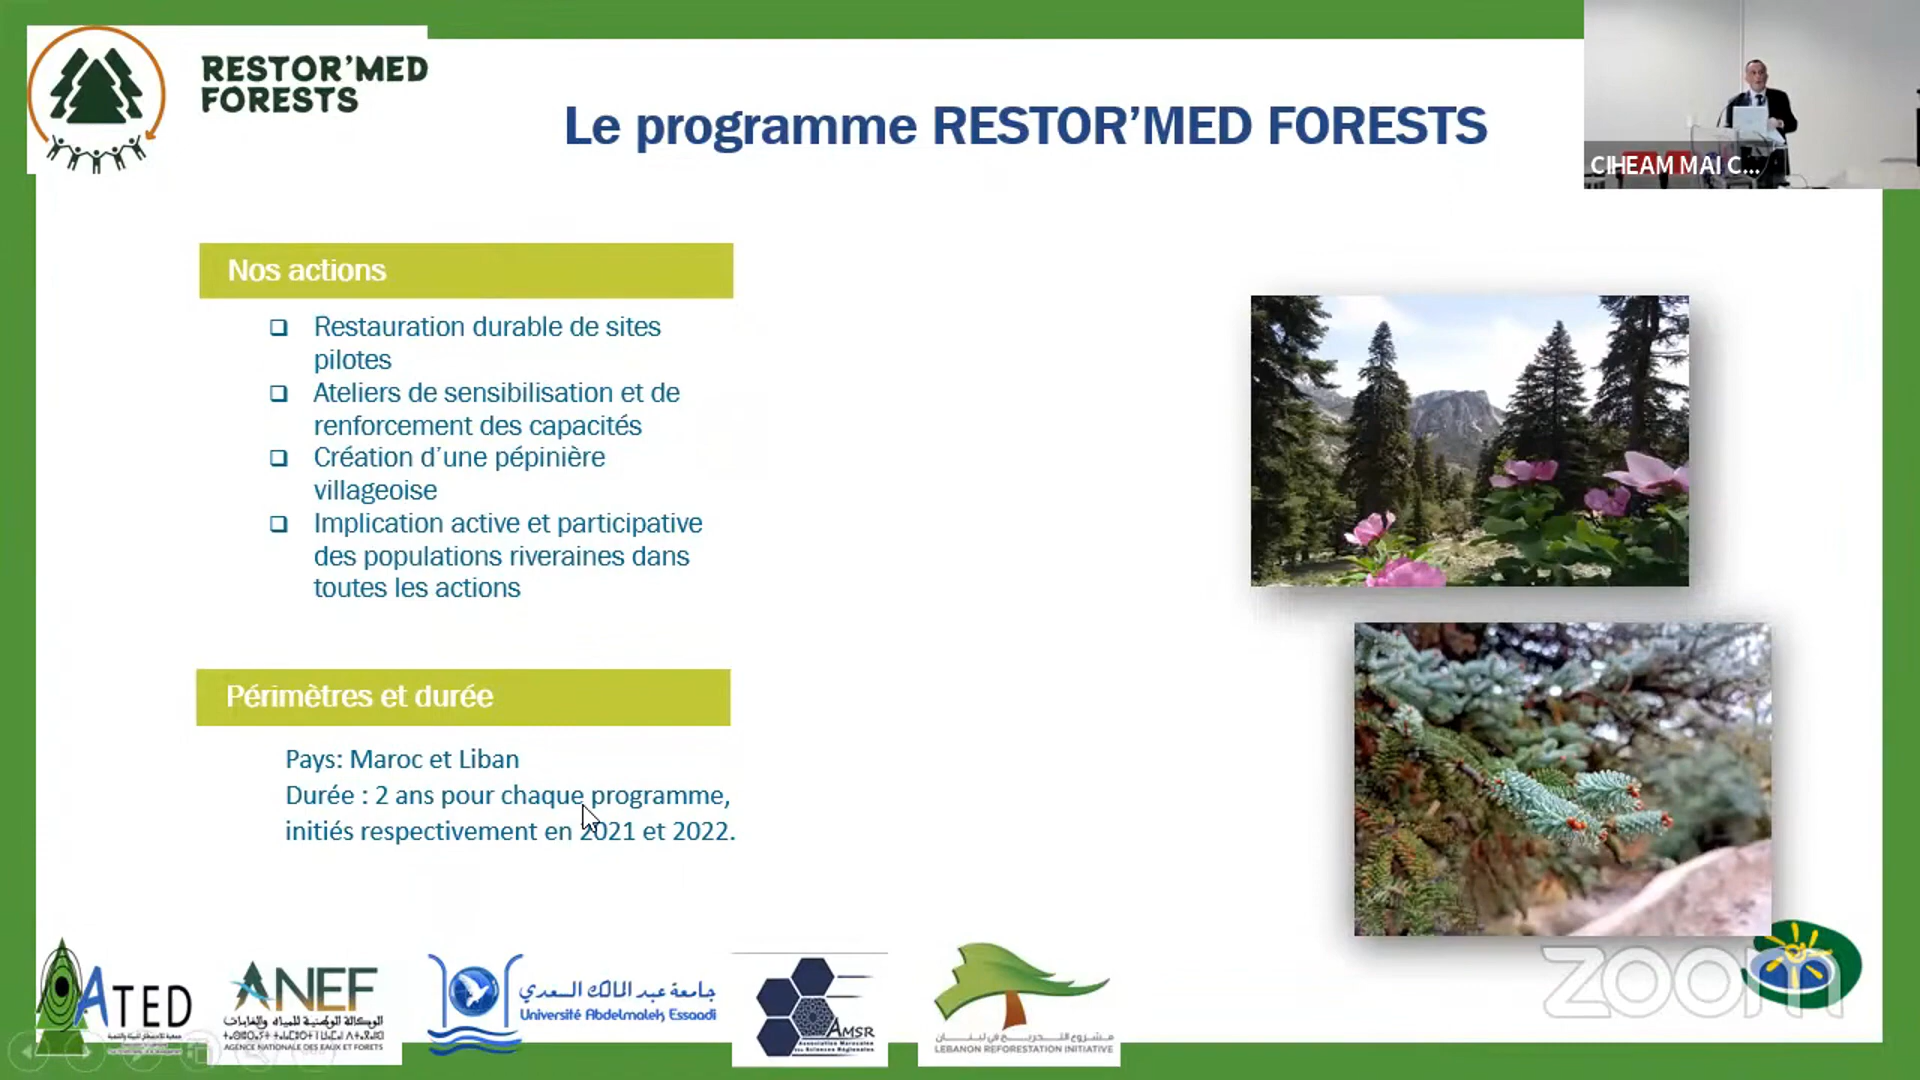 RESTOR’MED
FORESTS
Le programme RESTOR’MED FORESTS
CIHEAM MAI C...
Nos actions
Restauration durable de sites
pilotes
Ateliers de sensibilisation et de
renforcement des capacités
Création d’une pépinière
villageoise
Implication active et participative
des populations riveraines dans
toutes les actions
Périmètres et durée
Pays: Maroc et Liban
Durée : 2 ans pour chaque programme,
initiés respectivement en 2021 et 2022.
ATED
ANEF
الوكالة الوطنية للمياه والغابات
AGENCE NATIONALE DES EAUX ET FORETS
جامعة عبد المالك السعدي
Université Abdelmalek Essaadi
AMSR
Association Marocaine
des Sciences Régionales
مشروع التحريج في لبنان
LEBANON REFORESTATION INITIATIVE
zoom